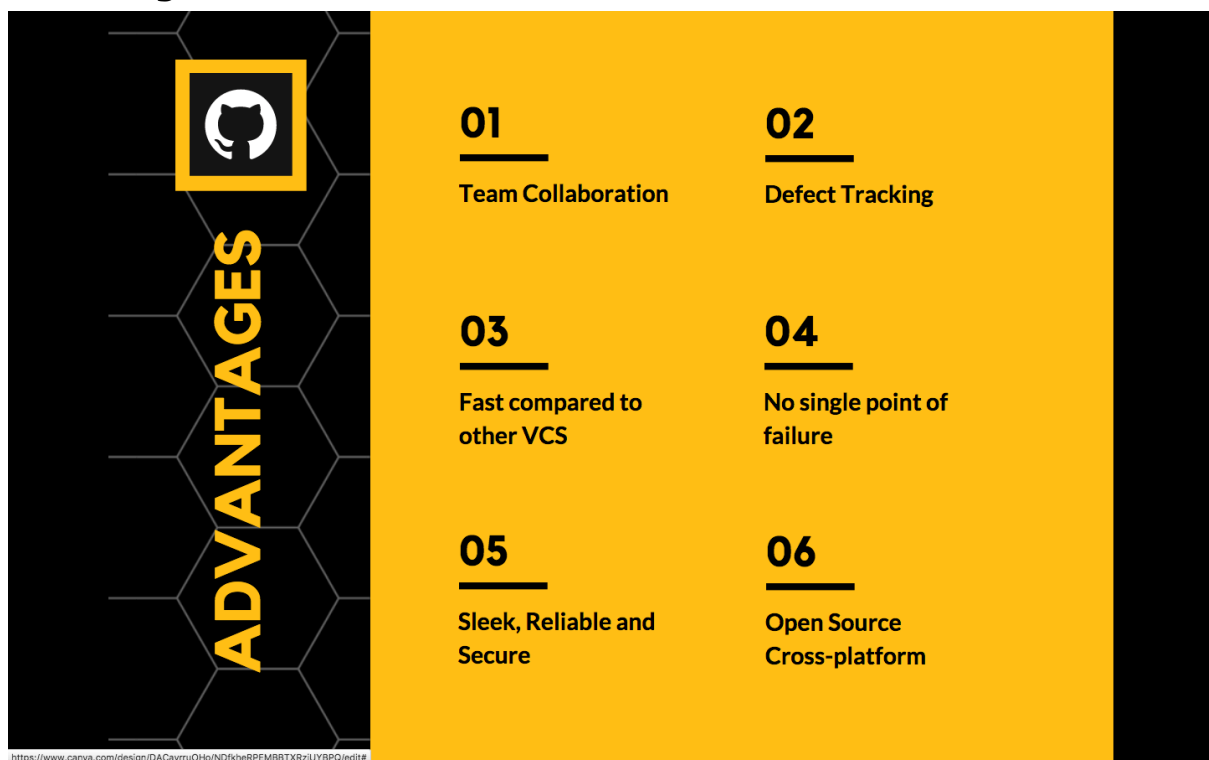 ADVANTAGES
01
Team Collaboration
02
Defect Tracking
03
Fast compared to
other VCS
04
No single point of
failure
05
Sleek, Reliable and
Secure
06
Open Source
Cross-platform